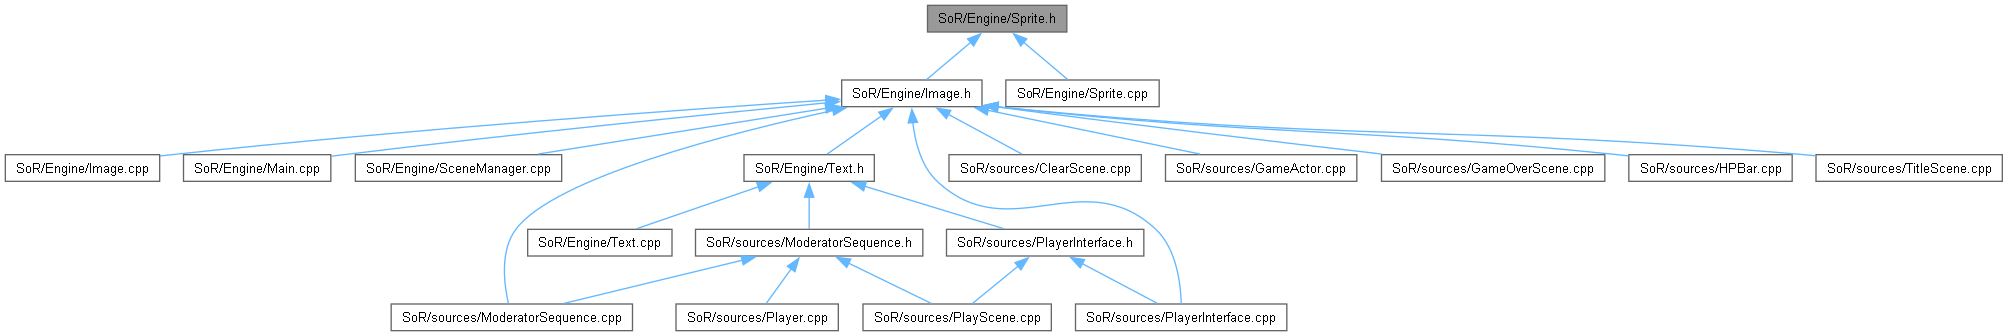 SoR/Engine/Sprite.h
SoR/Engine/Image.h
SoR/Engine/Sprite.cpp
SoR/Engine/Image.cpp
SoR/Engine/Main.cpp
SoR/Engine/SceneManager.cpp
SoR/Engine/Text.h
SoR/sources/ClearScene.cpp
SoR/sources/GameActor.cpp
SoR/sources/GameOverScene.cpp
SoR/sources/HPBar.cpp
SoR/sources/TitleScene.cpp
SoR/Engine/Text.cpp
SoR/sources/ModeratorSequence.h
SoR/sources/PlayerInterface.h
SoR/sources/ModeratorSequence.cpp
SoR/sources/Player.cpp
SoR/sources/PlayScene.cpp
SoR/sources/PlayerInterface.cpp